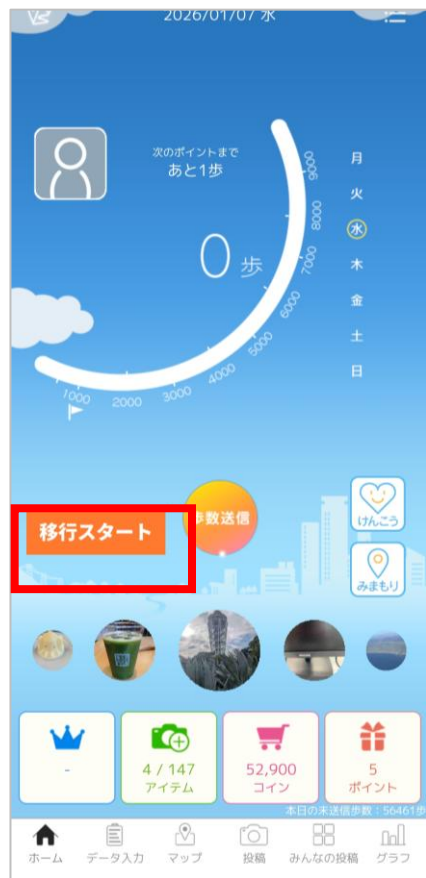 VS
2026/01/07 水
次のポイントまで
あと1歩
0歩
月
火
水
木
金
土
日
1000
2000
3000
4000
5000
6000
7000
8000
9000
移行スタート
歩数送信
けんこう
みまもり
-
4 / 147
アイテム
52,900
コイン
5
ポイント
本日の未送信歩数：56461歩
ホーム
データ入力
マップ
投稿
みんなの投稿
グラフ